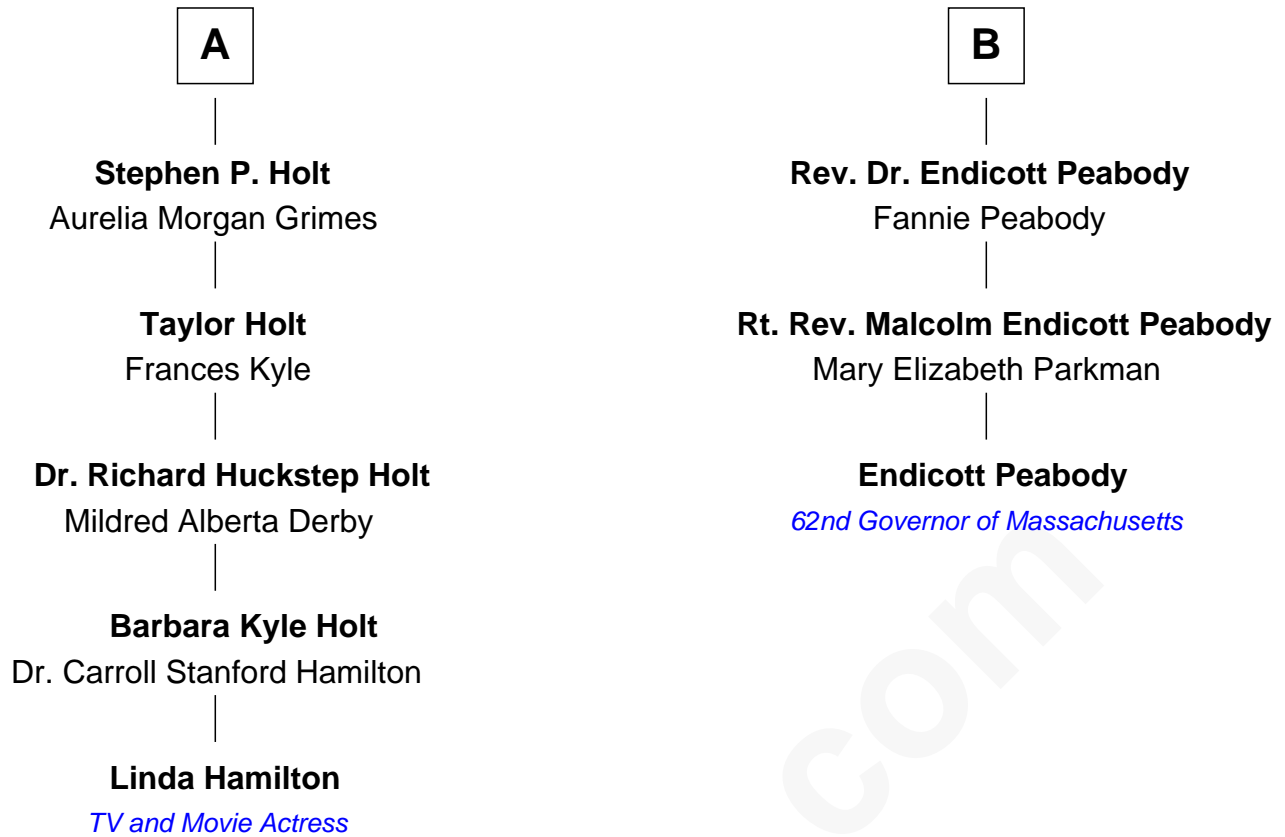 A
Stephen P. Holt
Aurelia Morgan Grimes
Taylor Holt
Frances Kyle
Dr. Richard Huckstep Holt
Mildred Alberta Derby
Barbara Kyle Holt
Dr. Carroll Stanford Hamilton
Linda Hamilton
TV and Movie Actress
B
Rev. Dr. Endicott Peabody
Fannie Peabody
Rt. Rev. Malcolm Endicott Peabody
Mary Elizabeth Parkman
Endicott Peabody
62nd Governor of Massachusetts
com